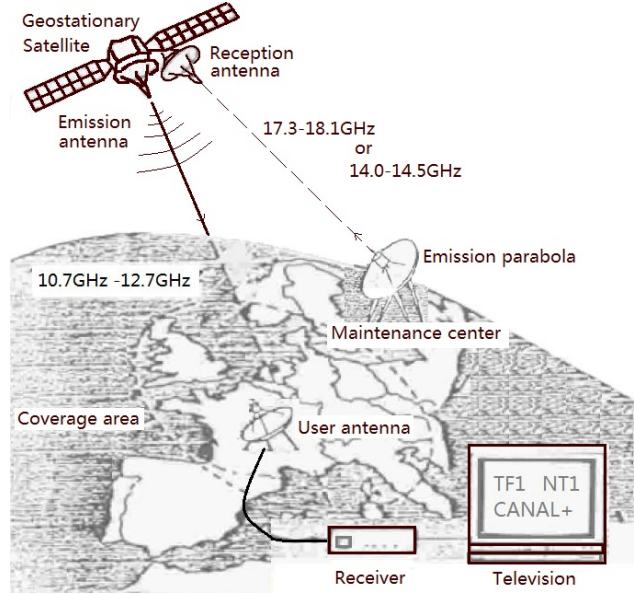 Geostationary
Satellite
Reception
antenna
Emission
antenna
17.3-18.1GHz
or
14.0-14.5GHz
Emission parabola
10.7GHz -12.7GHz
Maintenance center
Coverage area
User antenna
TF1 NT1
CANAL+
Receiver
Television